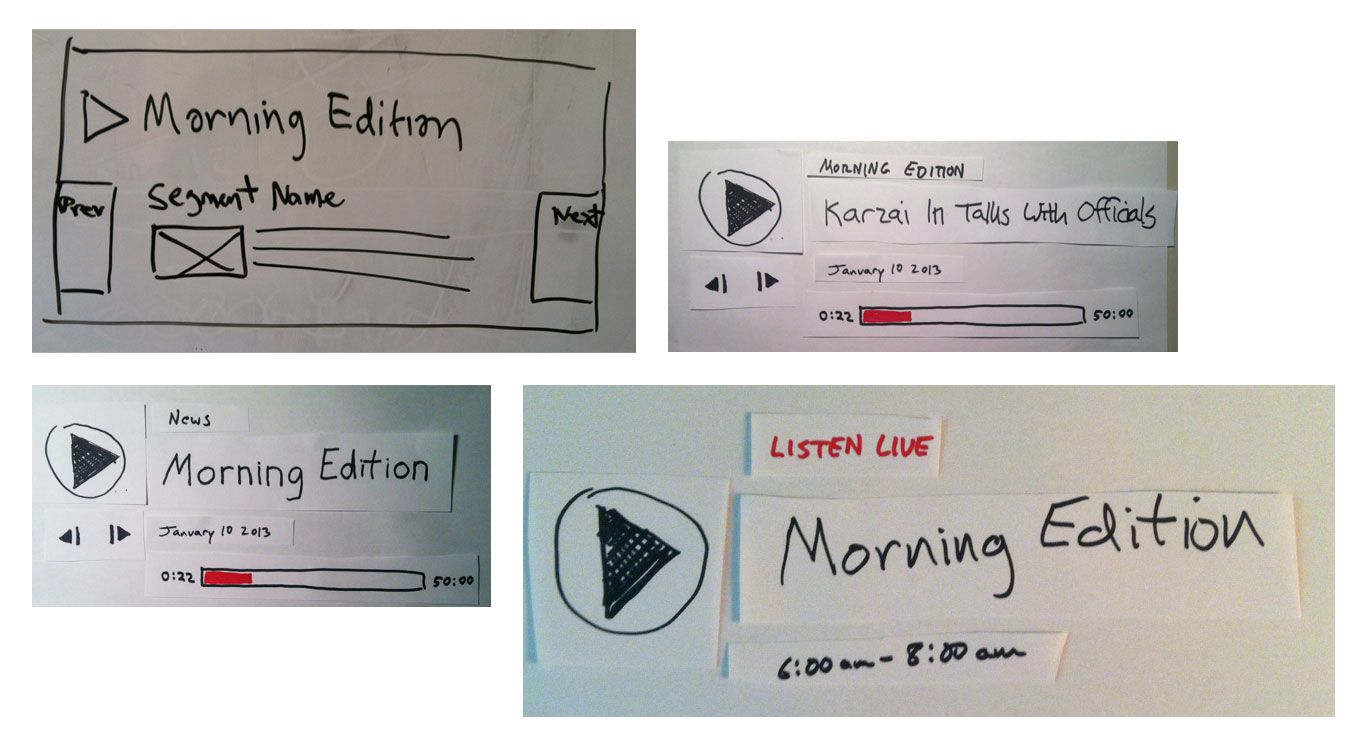 Morning Edition
Segment Name
Prev
Next
MORNING EDITION
Karzai In Talks With Officials
January 10 2013
0:22 50:00
News
Morning Edition
January 10 2013
0:22 50:00
LISTEN LIVE
Morning Edition
6:00 am - 8:00 am